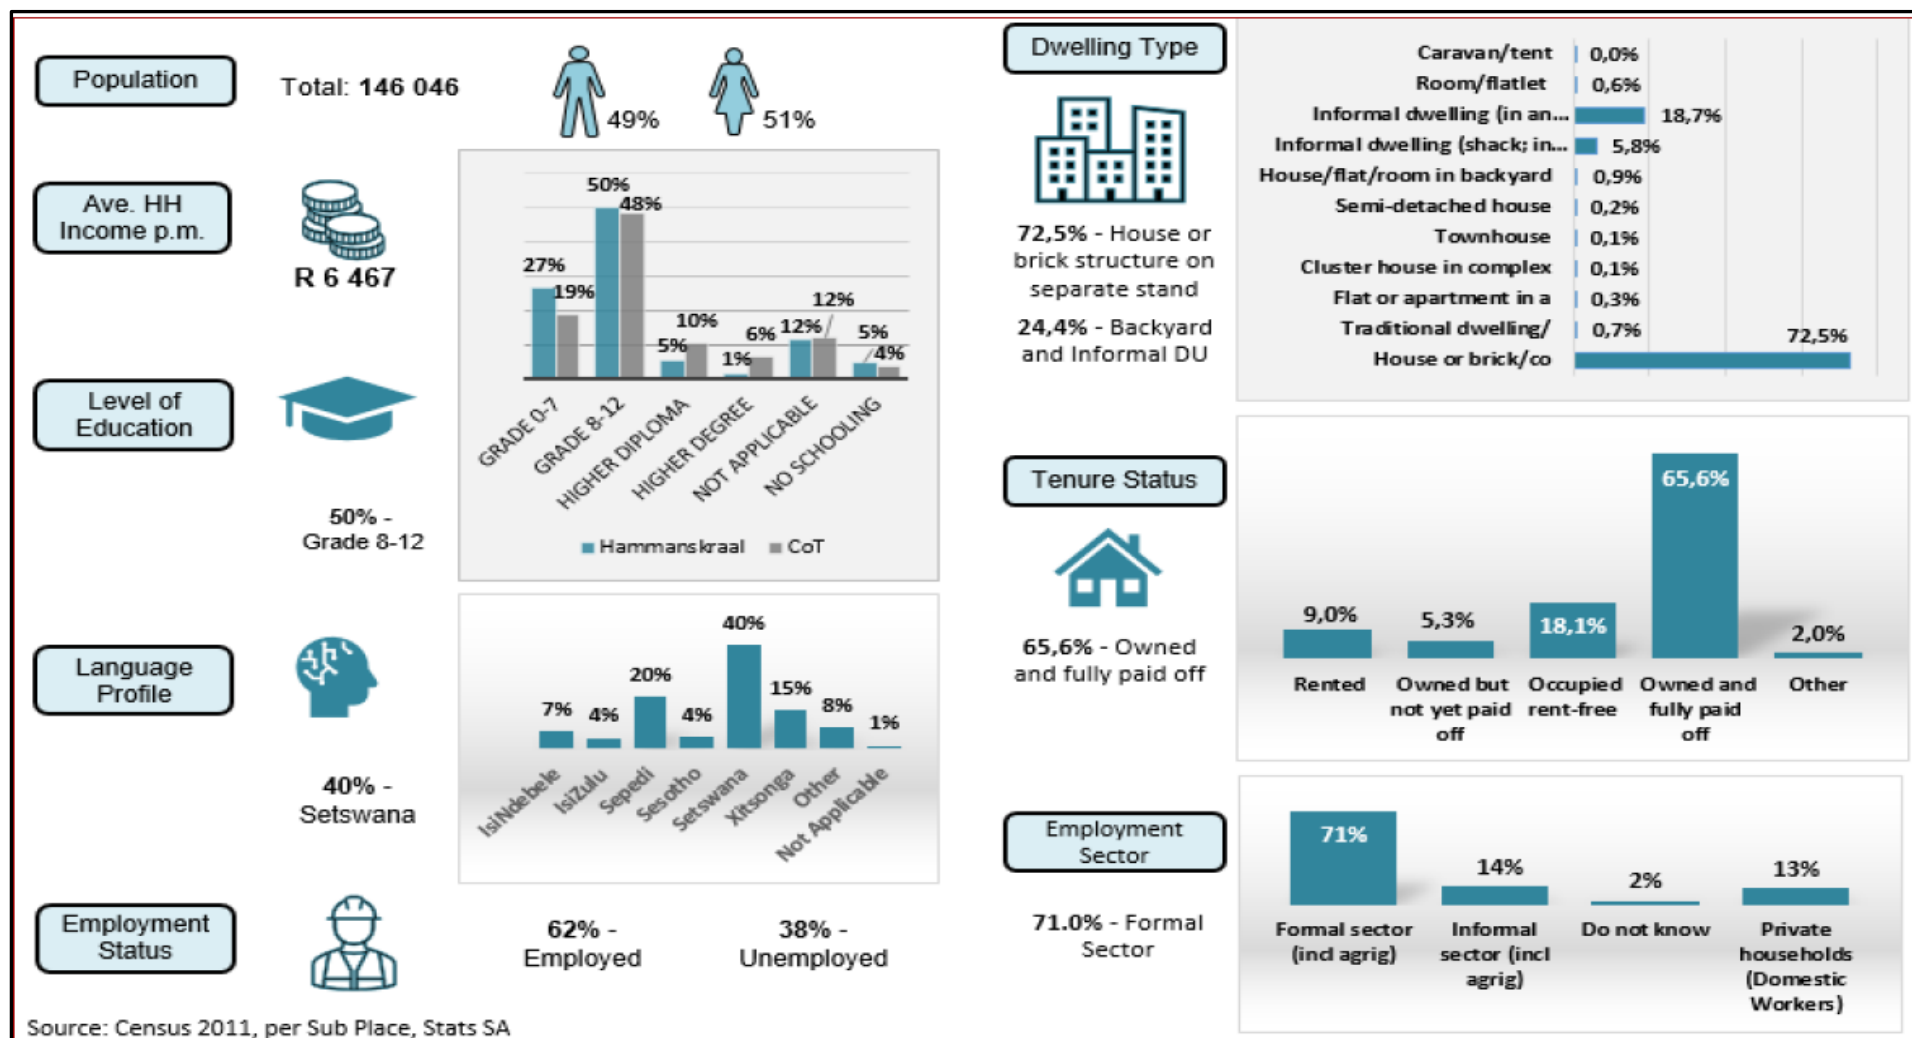 Population
Total: 146 046
49%
51%
Ave. HH
Income p.m.
R 6 467
Level of
Education
50% -
Grade 8-12
50%
48%
27%
19%
10%
5%
6%
1%
12%
12%
5%
4%
GRADE 0-7
GRADE 8-12
HIGHER DIPLOMA
HIGHER DEGREE
NOT APPLICABLE
NO SCHOOLING
Hammanskraal
CoT
Language
Profile
40% -
Setswana
7%
4%
20%
4%
40%
15%
8%
1%
IsiNdebele
IsiZulu
Sepedi
Sesotho
Setswana
Xitsonga
Other
Not Applicable
Employment
Status
62% -
Employed
38% -
Unemployed
Source: Census 2011, per Sub Place, Stats SA
Dwelling Type
72,5% - House or
brick structure on
separate stand
24,4% - Backyard
and Informal DU
Caravan/tent 0,0%
Room/flatlet 0,6%
Informal dwelling (in an... 18,7%
Informal dwelling (shack; in... 5,8%
House/flat/room in backyard 0,9%
Semi-detached house 0,2%
Townhouse 0,1%
Cluster house in complex 0,1%
Flat or apartment in a 0,3%
Traditional dwelling/ 0,7%
House or brick/co 72,5%
Tenure Status
65,6% - Owned
and fully paid off
9,0%
5,3%
18,1%
65,6%
2,0%
Rented
Owned but
not yet paid
off
Occupied
rent-free
Owned and
fully paid
off
Other
Employment
Sector
71.0% - Formal
Sector
71%
14%
2%
13%
Formal sector
(incl agrig)
Informal
sector (incl
agrig)
Do not know
Private
households
(Domestic
Workers)